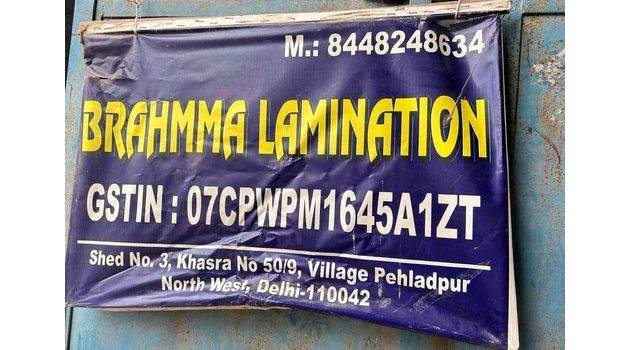 M.: 8448248634
BRAHMMA LAMINATION
GSTIN : 07CPWPM1645A1ZT
Shed No. 3, Khasra No 50/9, Village Pehladpur
North West, Delhi-110042